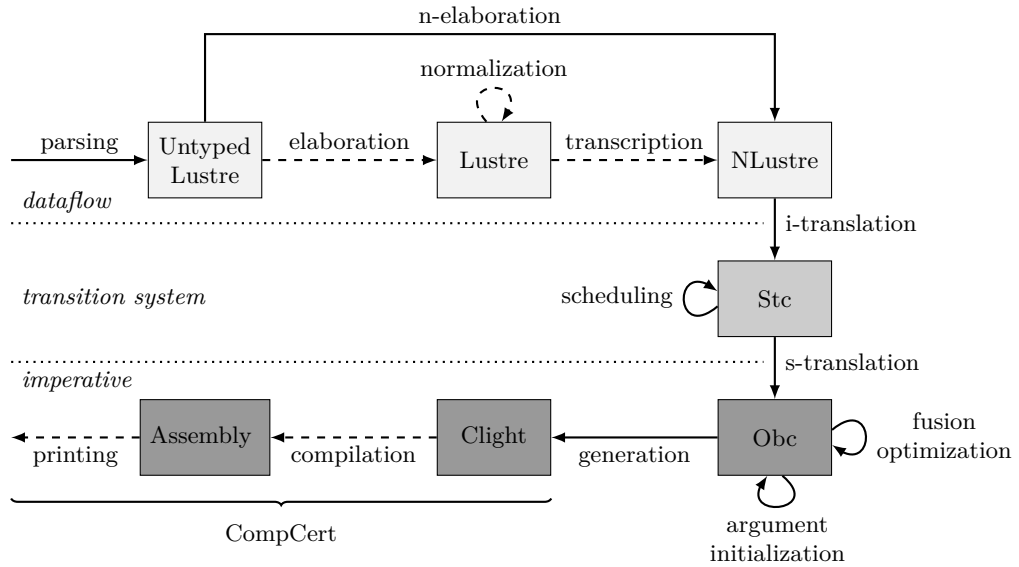 n-elaboration
normalization
parsing
Untyped
Lustre
elaboration
Lustre
transcription
NLustre
dataflow
i-translation
transition system
scheduling
Stc
s-translation
imperative
Assembly
Clight
Obc
fusion
optimization
printing
compilation
generation
CompCert
argument
initialization